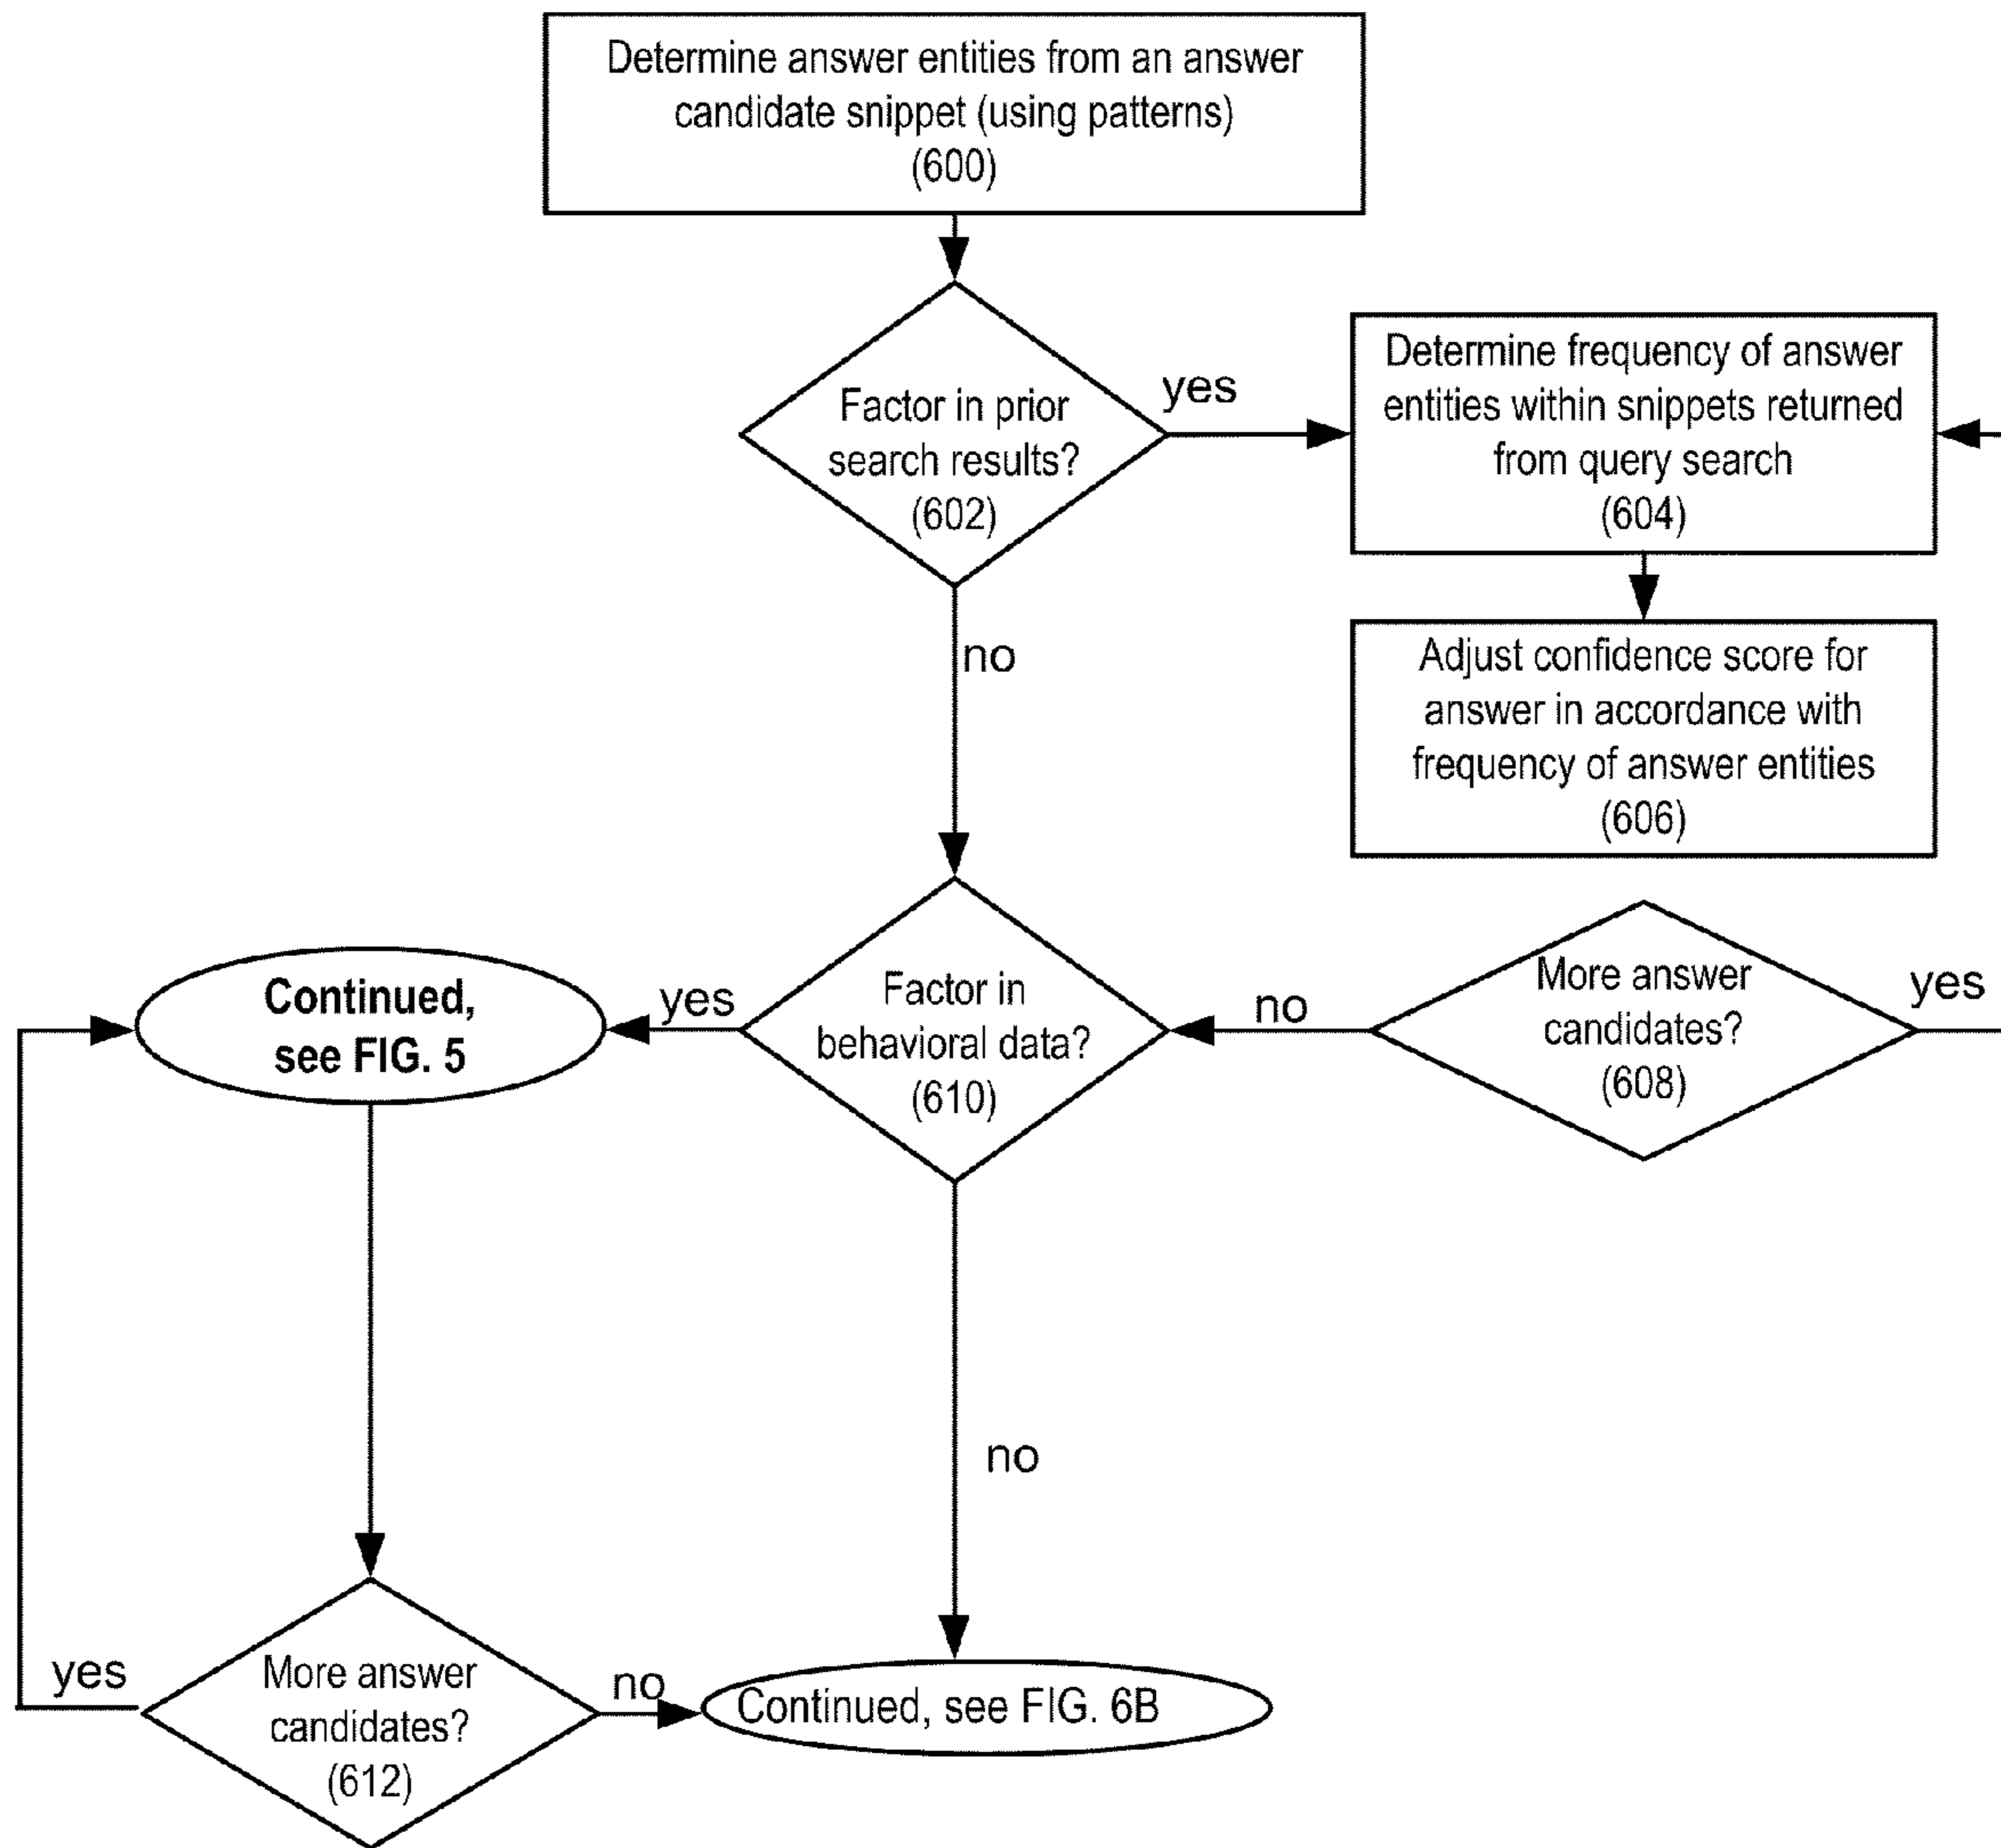 Determine answer entities from an answer
candidate snippet (using patterns)
(600)
Factor in prior
search results?
(602)
yes
Determine frequency of answer
entities within snippets returned
from query search
(604)
no
Adjust confidence score for
answer in accordance with
frequency of answer entities
(606)
Continued,
see FIG. 5
yes
Factor in
behavioral data?
(610)
no
More answer
candidates?
(608)
yes
no
yes
More answer
candidates?
(612)
no
Continued, see FIG. 6B